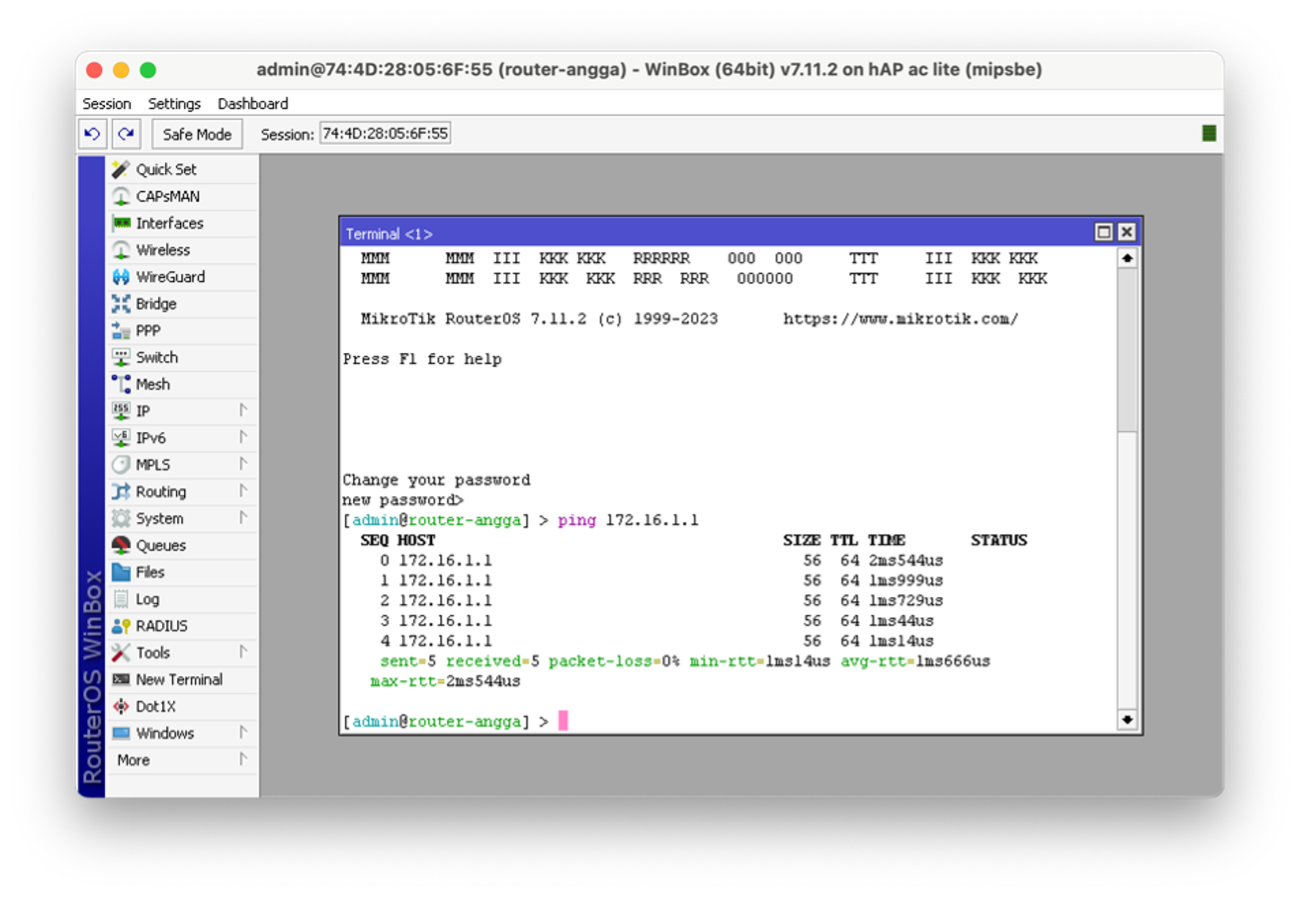 admin@74:4D:28:05:6F:55 (router-angga) - WinBox (64bit) v7.11.2 on hAP ac lite (mipsbe)
Session Settings Dashboard
Safe Mode Session: 74:4D:28:05:6F:55
RouterOS WinBox
Quick Set
CAPsMAN
Interfaces
Wireless
WireGuard
Bridge
PPP
Switch
Mesh
IP
IPv6
MPLS
Routing
System
Queues
Files
Log
RADIUS
Tools
New Terminal
Dot1X
Windows
More
Terminal <1>
MMM MMM III KKK KKK RRRRRR OOO OOO TTT III KKK KKK
MMM MMM III KKK KKK RRR RRR OOOOOO TTT III KKK KKK
MikroTik RouterOS 7.11.2 (c) 1999-2023 https://www.mikrotik.com/
Press F1 for help
Change your password
new password>
[admin@router-angga] > ping 172.16.1.1
SEQ HOST SIZE TTL TIME STATUS
0 172.16.1.1 56 64 2ms544us
1 172.16.1.1 56 64 1ms999us
2 172.16.1.1 56 64 1ms729us
3 172.16.1.1 56 64 1ms44us
4 172.16.1.1 56 64 1ms14us
sent=5 received=5 packet-loss=0% min-rtt=1ms14us avg-rtt=1ms666us
max-rtt=2ms544us
[admin@router-angga] >